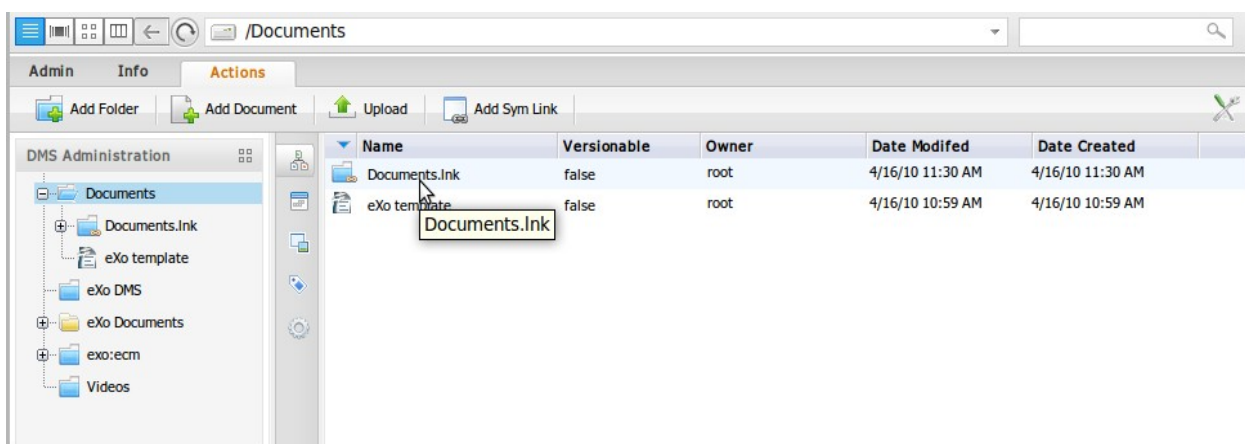 /Documents
Admin Info Actions
Add Folder Add Document Upload Add Sym Link
DMS Administration
Documents
Documents.lnk
eXo template
eXo DMS
eXo Documents
exo:ecm
Videos
Name Versionable Owner Date Modifed Date Created
Documents.lnk false root 4/16/10 11:30 AM 4/16/10 11:30 AM
eXo template false root 4/16/10 10:59 AM 4/16/10 10:59 AM
Documents.lnk